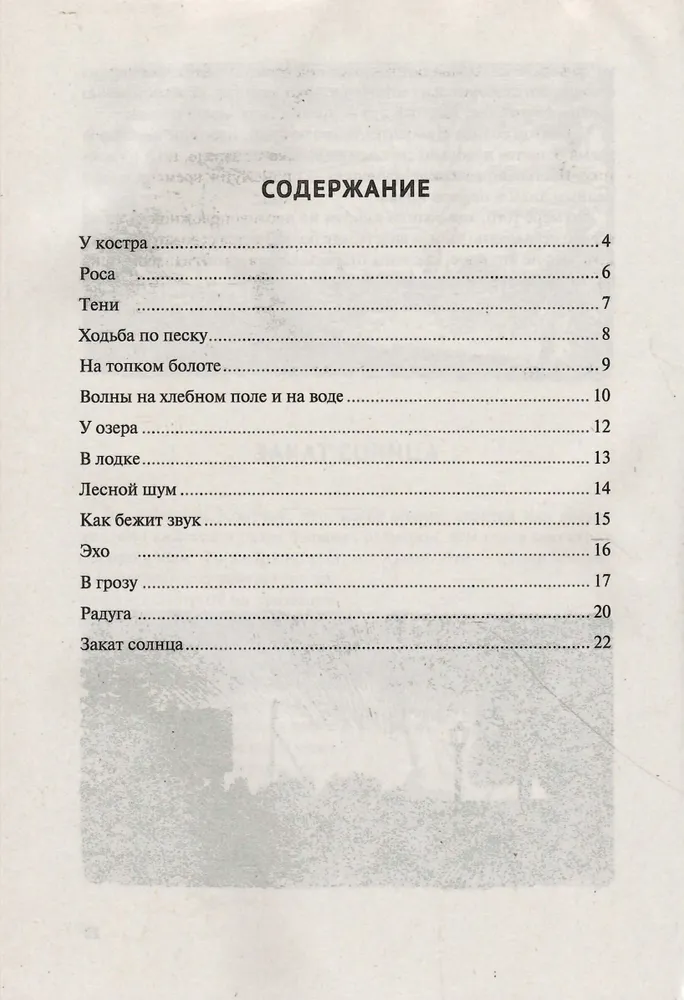 СОДЕРЖАНИЕ
У костра ........ 4
Роса ........ 6
Тени ........ 7
Ходьба по песку ........ 8
На топком болоте ........ 9
Волны на хлебном поле и на воде ........ 10
У озера ........ 12
В лодке ........ 13
Лесной шум ........ 14
Как бежит звук ........ 15
Эхо ........ 16
В грозу ........ 17
Радуга ........ 20
Закат солнца ........ 22